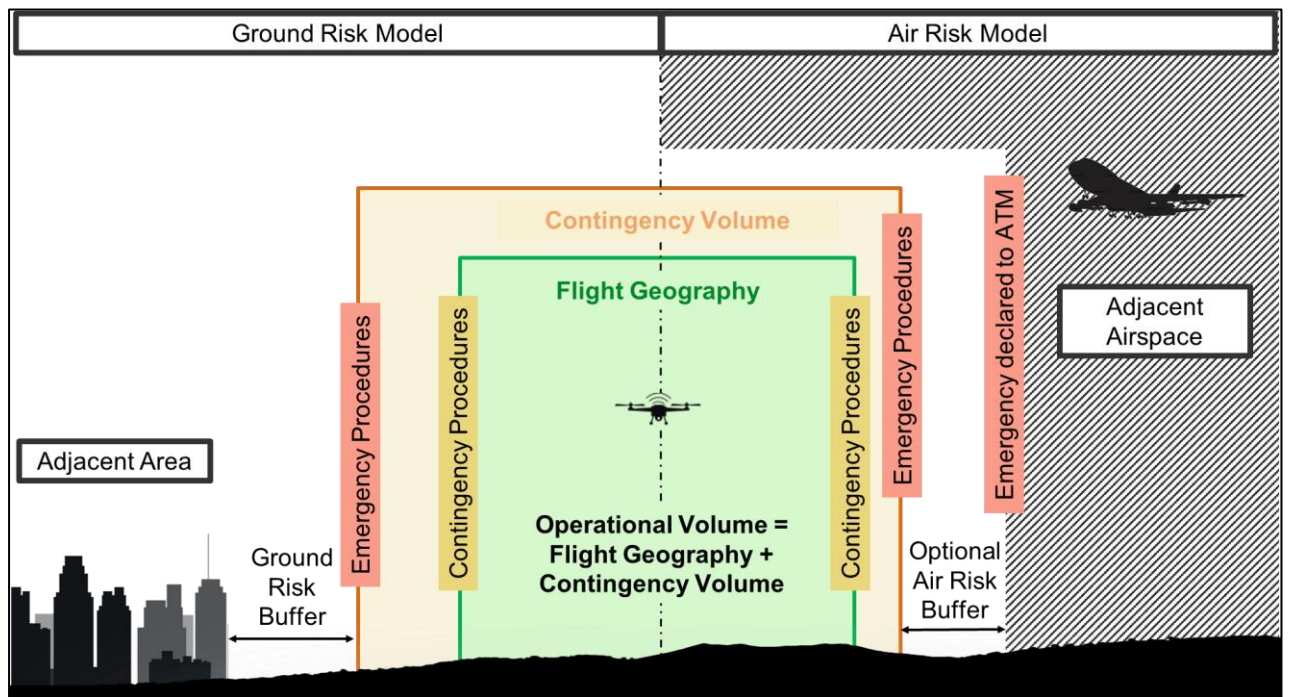 Ground Risk Model
Air Risk Model
Contingency Volume
Flight Geography
Emergency Procedures
Contingency Procedures
Contingency Procedures
Emergency Procedures
Emergency declared to ATM
Adjacent
Airspace
Adjacent Area
Ground
Risk
Buffer
Operational Volume =
Flight Geography +
Contingency Volume
Optional
Air Risk
Buffer